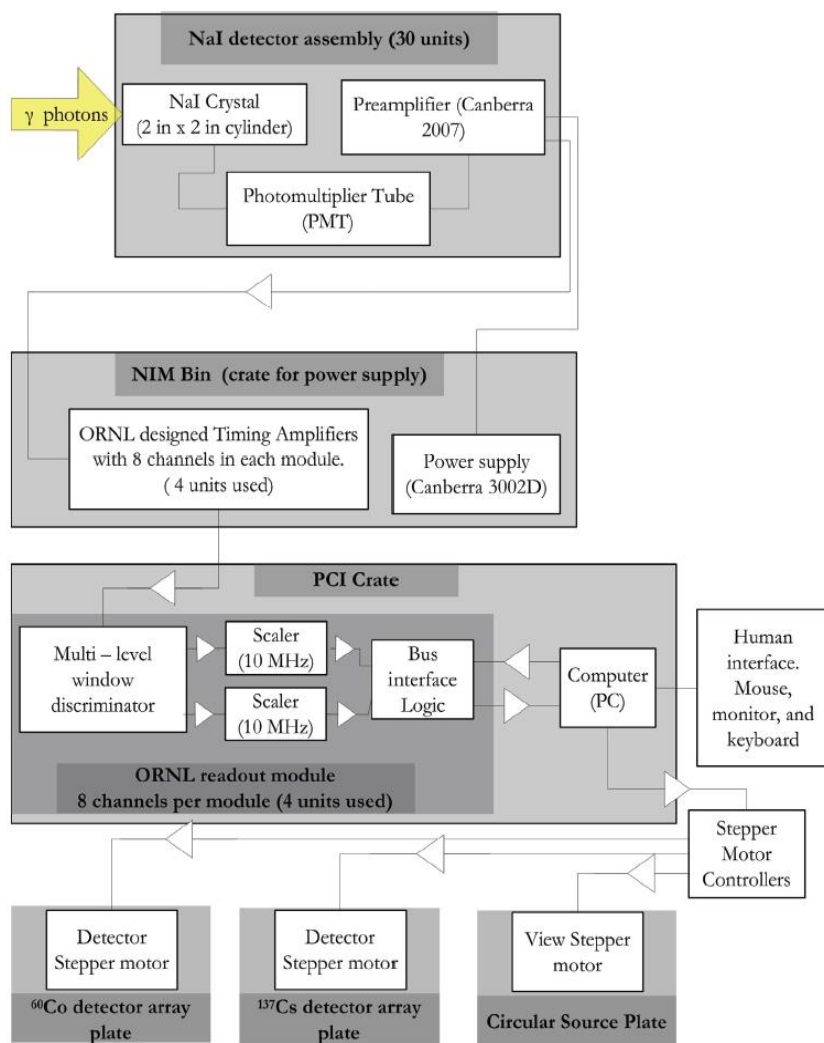 NaI detector assembly (30 units)
γ photons
NaI Crystal
(2 in x 2 in cylinder)
Preamplifier (Canberra
2007)
Photomultiplier Tube
(PMT)
NIM Bin (crate for power supply)
ORNL designed Timing Amplifiers
with 8 channels in each module.
( 4 units used)
Power supply
(Canberra 3002D)
PCI Crate
Multi – level
window
discriminator
Scaler
(10 MHz)
Scaler
(10 MHz)
Bus
interface
Logic
Computer
(PC)
Human
interface.
Mouse,
monitor, and
keyboard
ORNL readout module
8 channels per module (4 units used)
Stepper
Motor
Controllers
Detector
Stepper motor
60Co detector array
plate
Detector
Stepper motor
137Cs detector array
plate
View Stepper
motor
Circular Source Plate